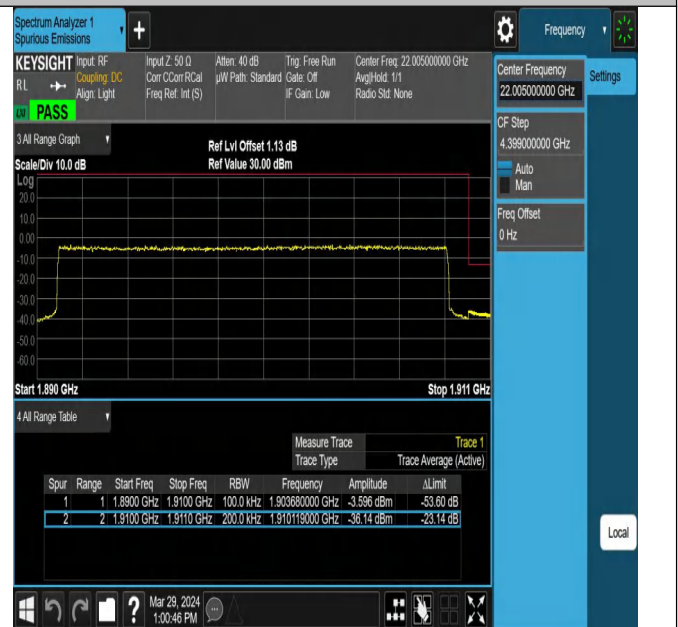 Spectrum Analyzer 1
Spurious Emissions
+
Frequency
KEYSIGHT
RL
PASS
Input: RF
Coupling: DC
Align: Light
Input Z: 50 Ω
Corr CCorr RCal
Freq Ref: Int (S)
Atten: 40 dB
µW Path: Standard
Trig: Free Run
Gate: Off
IF Gain: Low
Center Freq: 22.005000000 GHz
Avg|Hold: 1/1
Radio Std: None
Center Frequency
22.005000000 GHz
Settings
CF Step
4.399000000 GHz
Auto
Man
Freq Offset
0 Hz
3 All Range Graph
Scale/Div 10.0 dB
Ref Lvl Offset 1.13 dB
Ref Value 30.00 dBm
Log
20.0
10.0
0.00
-10.0
-20.0
-30.0
-40.0
-50.0
-60.0
Start 1.890 GHz
Stop 1.911 GHz
4 All Range Table
Measure Trace Trace 1
Trace Type Trace Average (Active)
Spur Range Start Freq Stop Freq RBW Frequency Amplitude ΔLimit
1 1 1.8900 GHz 1.9100 GHz 100.0 kHz 1.903680000 GHz -3.596 dBm -53.60 dB
2 2 1.9100 GHz 1.9110 GHz 200.0 kHz 1.910119000 GHz -36.14 dBm -23.14 dB
Local
?
Mar 29, 2024
1:00:46 PM